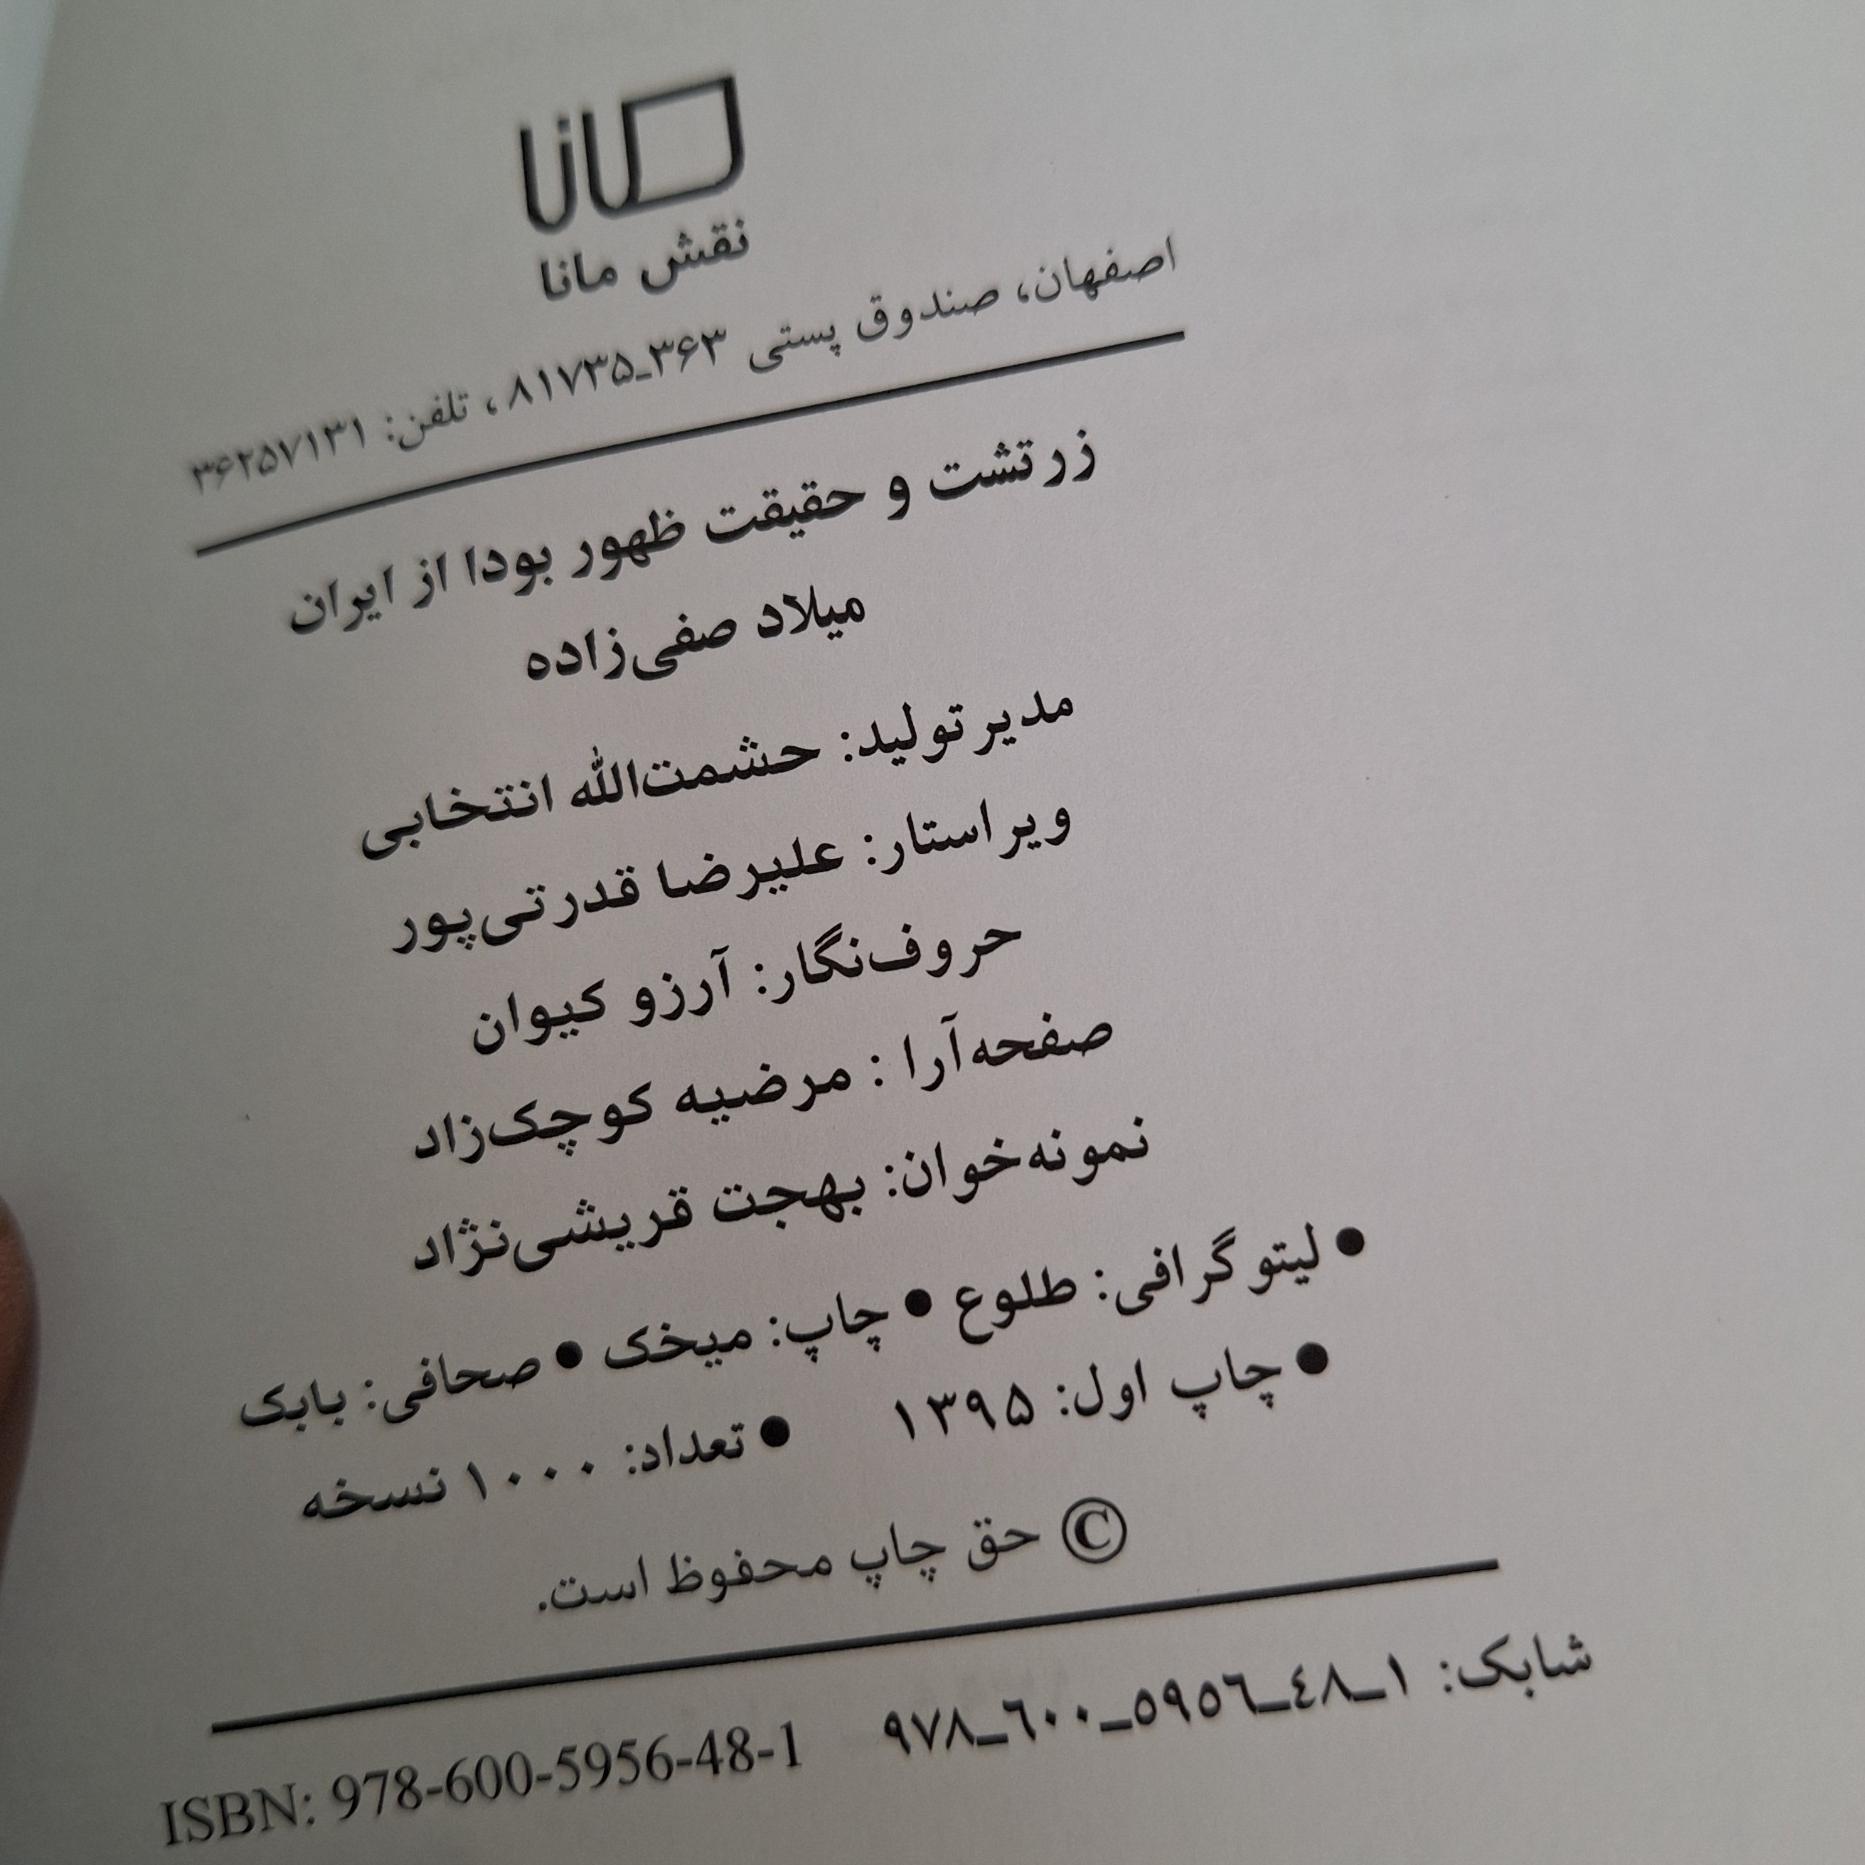 مانا
نقش مانا
اصفهان، صندوق پستی ۳۶۳ـ۸۱۷۳۵، تلفن: ۳۶۲۵۷۱۳۱
زرتشت و حقیقت ظهور بودا از ایران
میلاد صفی‌زاده
مدیر تولید: حشمت‌الله انتخابی
ویراستار: علیرضا قدرتی‌پور
حروف‌نگار: آرزو کیوان
صفحه‌آرا : مرضیه کوچک‌زاد
نمونه‌خوان: بهجت قریشی‌نژاد
● لیتوگرافی: طلوع ● چاپ: میخک ● صحافی: بابک
● چاپ اول: ۱۳۹۵ ● تعداد: ۱۰۰۰ نسخه
© حق چاپ محفوظ است.
شابک: ۱ـ٤٨ـ٥٩٥٦ـ٦٠٠ـ٩٧٨ ISBN: 978-600-5956-48-1